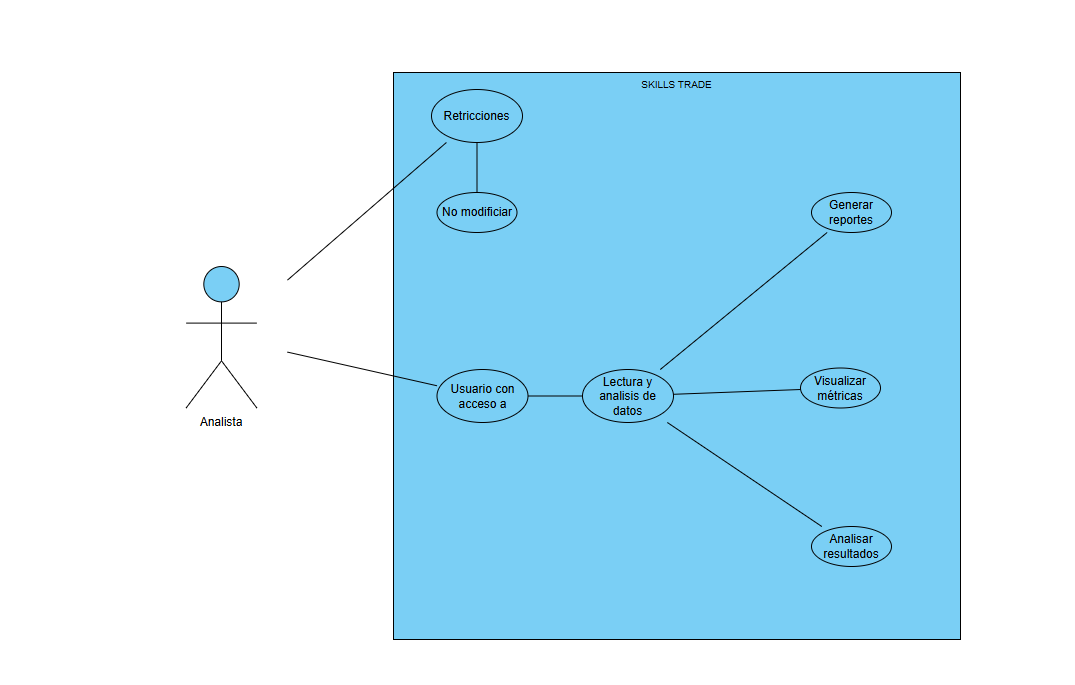 SKILLS TRADE
Retricciones
No modificiar
Generar
reportes
Usuario con
acceso a
Lectura y
analisis de
datos
Visualizar
métricas
Analista
Analisar
resultados